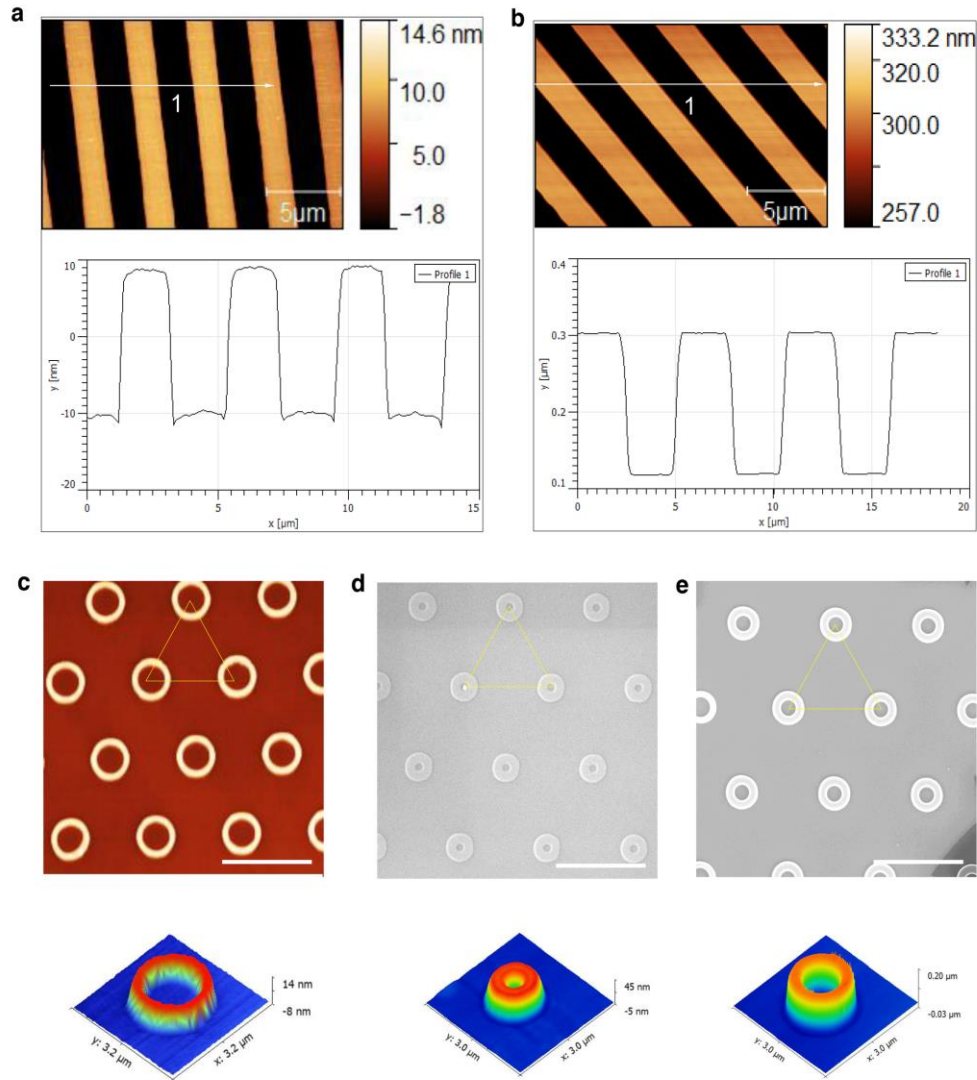 a
14.6 nm
10.0
5.0
−1.8
1
5µm
b
333.2 nm
320.0
300.0
257.0
1
5µm
10
0
-10
-20
y [nm]
Profile 1
0
5
10
15
x [µm]
0.4
0.3
0.2
0.1
y [µm]
Profile 1
0
5
10
15
20
x [µm]
c
d
e
14 nm
-8 nm
y: 3.2 µm
x: 3.2 µm
45 nm
-5 nm
y: 3.0 µm
x: 3.0 µm
0.20 µm
-0.03 µm
y: 3.0 µm
x: 3.0 µm